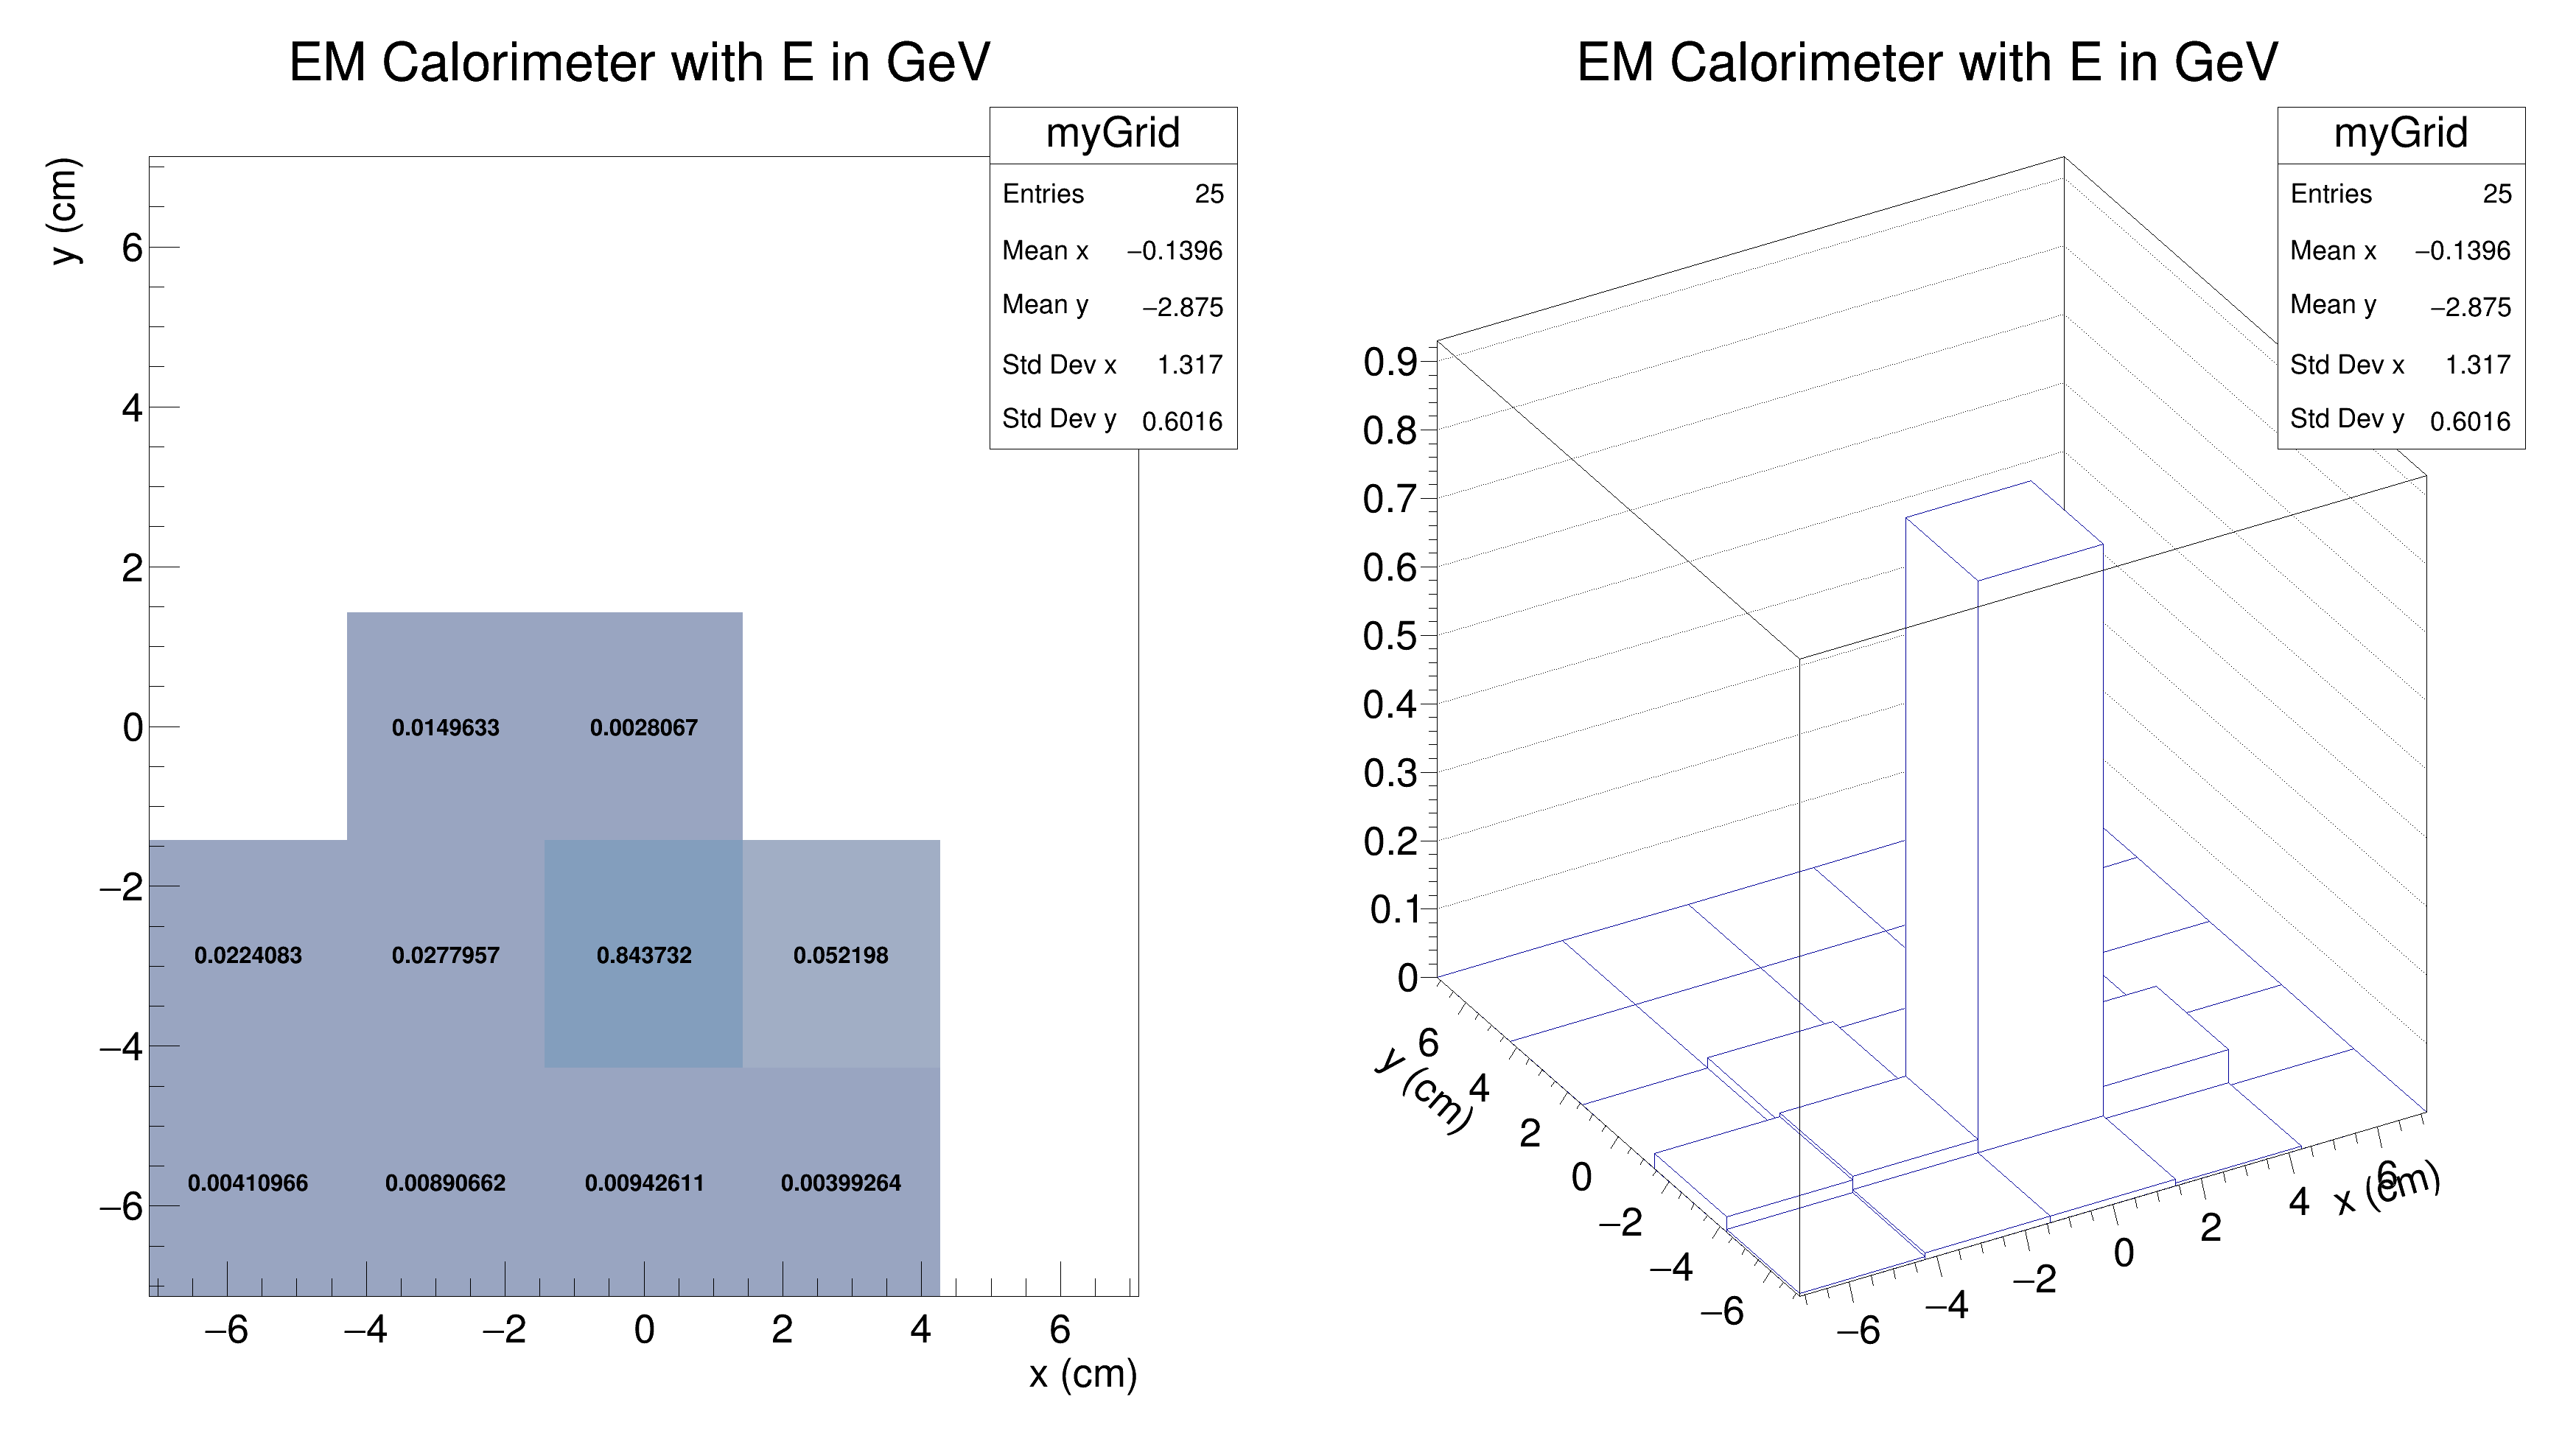 EM Calorimeter with E in GeV
myGrid
Entries 25
Mean x −0.1396
Mean y −2.875
Std Dev x 1.317
Std Dev y 0.6016
y (cm)
6
4
2
0
−2
−4
−6
0.0149633 0.0028067
0.0224083 0.0277957 0.843732 0.052198
0.00410966 0.00890662 0.00942611 0.00399264
−6 −4 −2 0 2 4 6
x (cm)
EM Calorimeter with E in GeV
myGrid
Entries 25
Mean x −0.1396
Mean y −2.875
Std Dev x 1.317
Std Dev y 0.6016
0.9
0.8
0.7
0.6
0.5
0.4
0.3
0.2
0.1
0
y (cm)
6
4
2
0
−2
−4
−6
−6
−4
−2
0
2
4
6
x (cm)